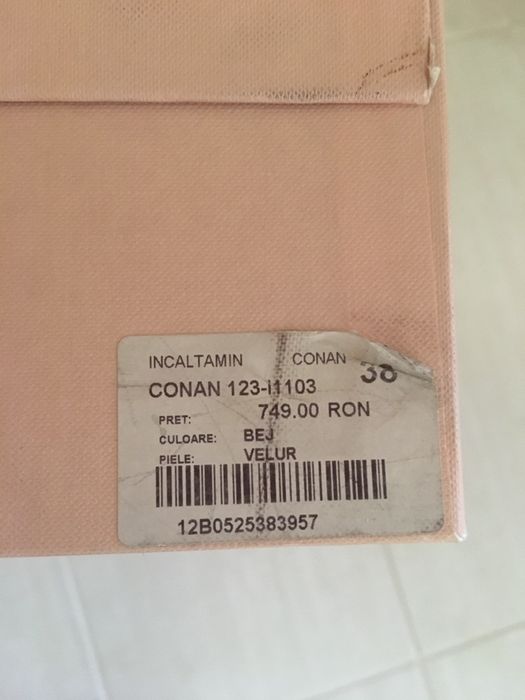 INCALTAMIN CONAN 38
CONAN 123-I1103
PRET: 749.00 RON
CULOARE: BEJ
PIELE: VELUR
12B0525383957